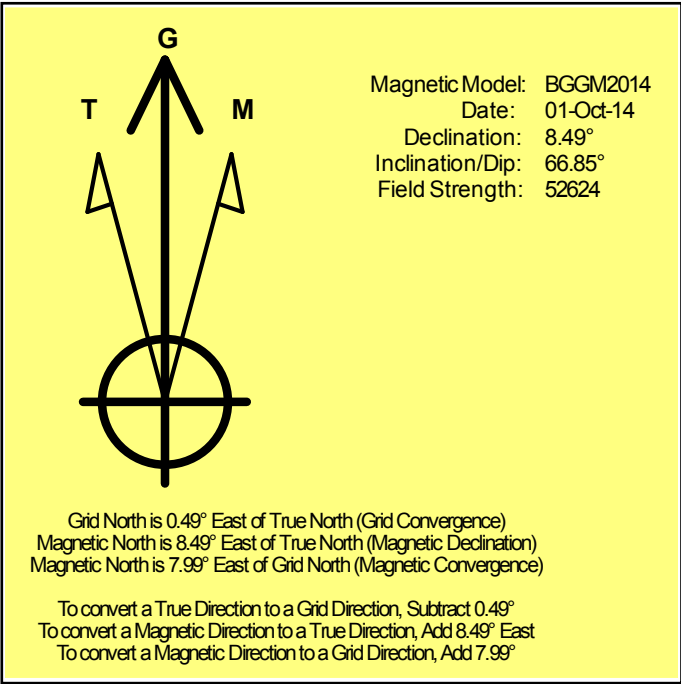 G
T
M
Magnetic Model: BGGM2014
Date: 01-Oct-14
Declination: 8.49°
Inclination/Dip: 66.85°
Field Strength: 52624
Grid North is 0.49° East of True North (Grid Convergence)
Magnetic North is 8.49° East of True North (Magnetic Declination)
Magnetic North is 7.99° East of Grid North (Magnetic Convergence)
To convert a True Direction to a Grid Direction, Subtract 0.49°
To convert a Magnetic Direction to a True Direction, Add 8.49° East
To convert a Magnetic Direction to a Grid Direction, Add 7.99°